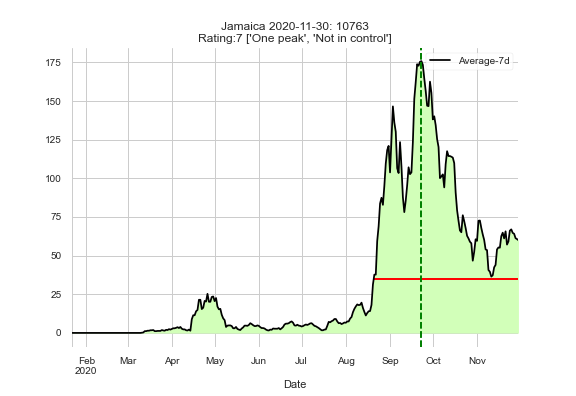 Jamaica 2020-11-30: 10763
Rating:7 ['One peak', 'Not in control']
Average-7d
175
150
125
100
75
50
25
0
Feb Mar Apr May Jun Jul Aug Sep Oct Nov
2020
Date